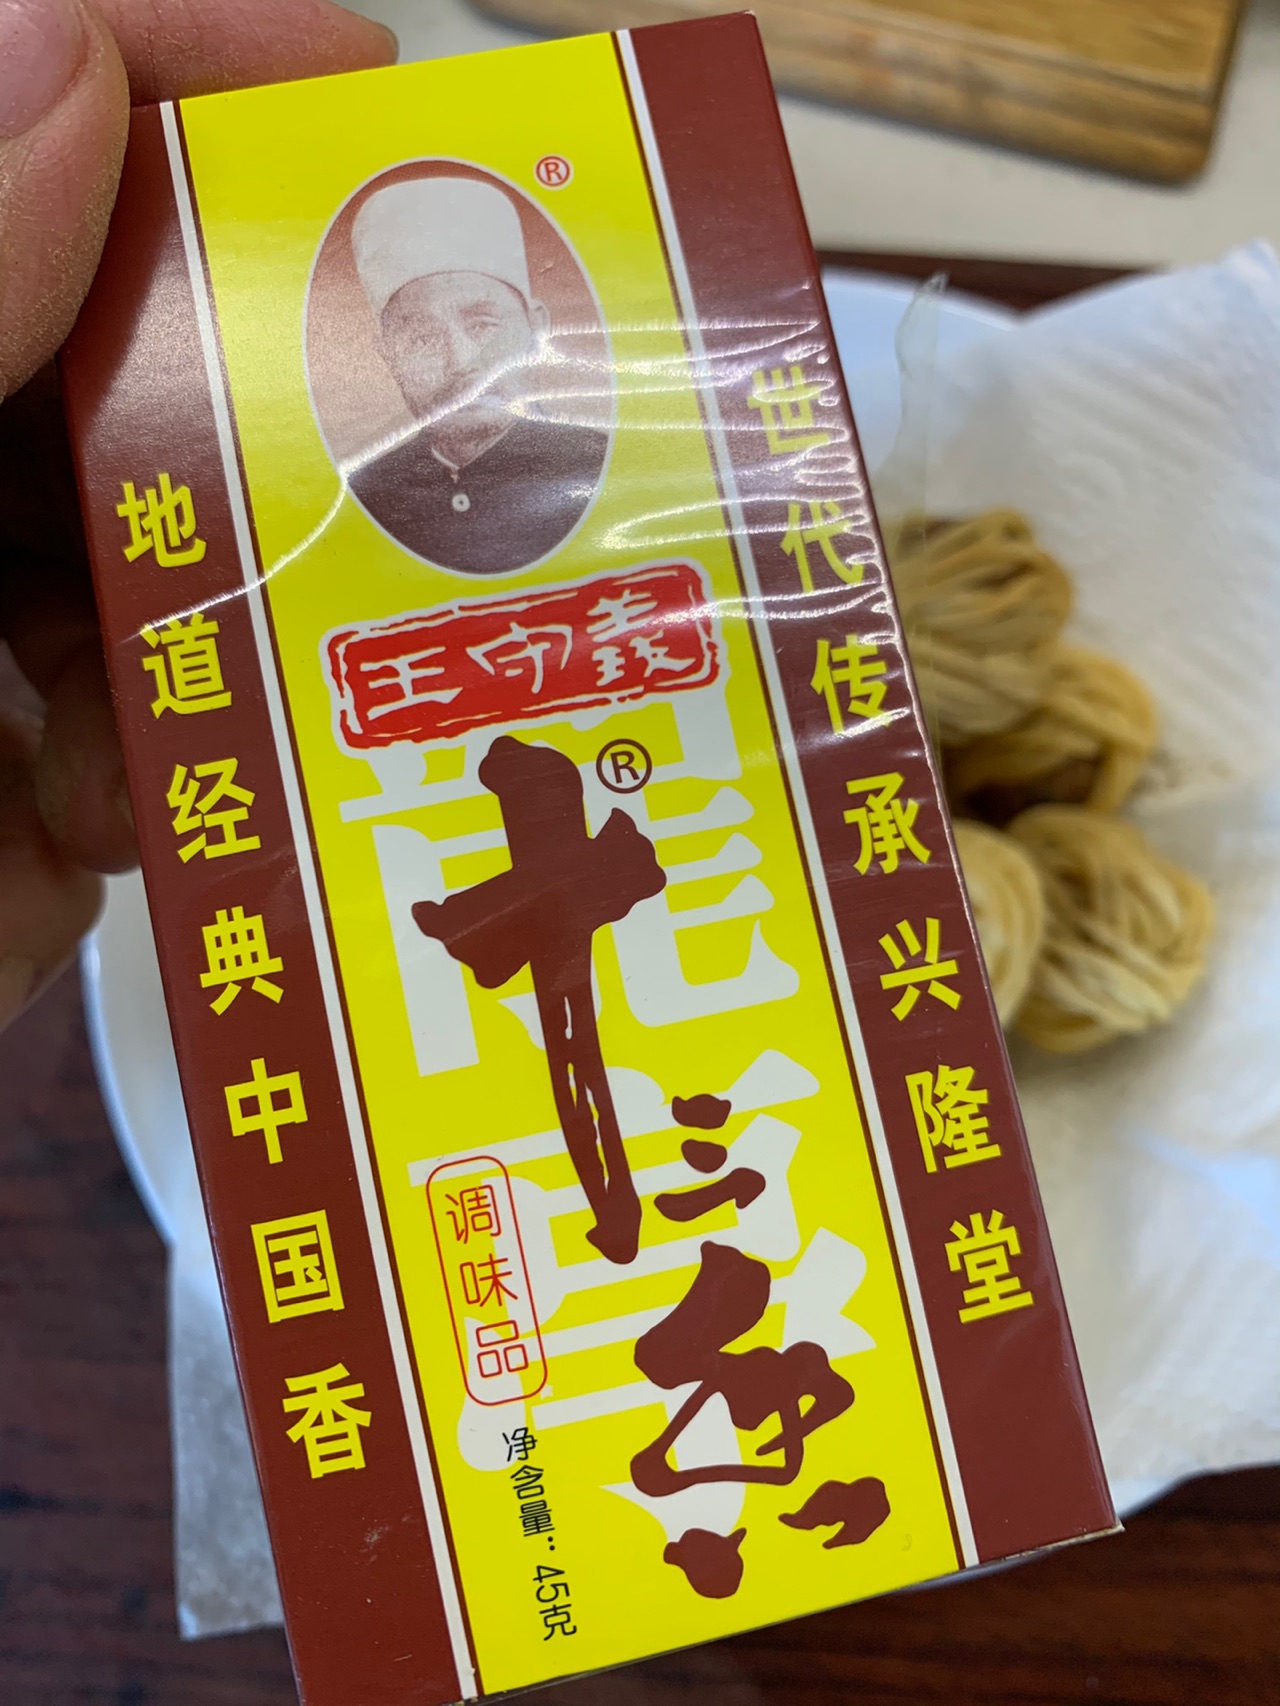 ®
王守義
十三香
®
调味品
净含量:45克
地道经典中国香
世代传承兴隆堂